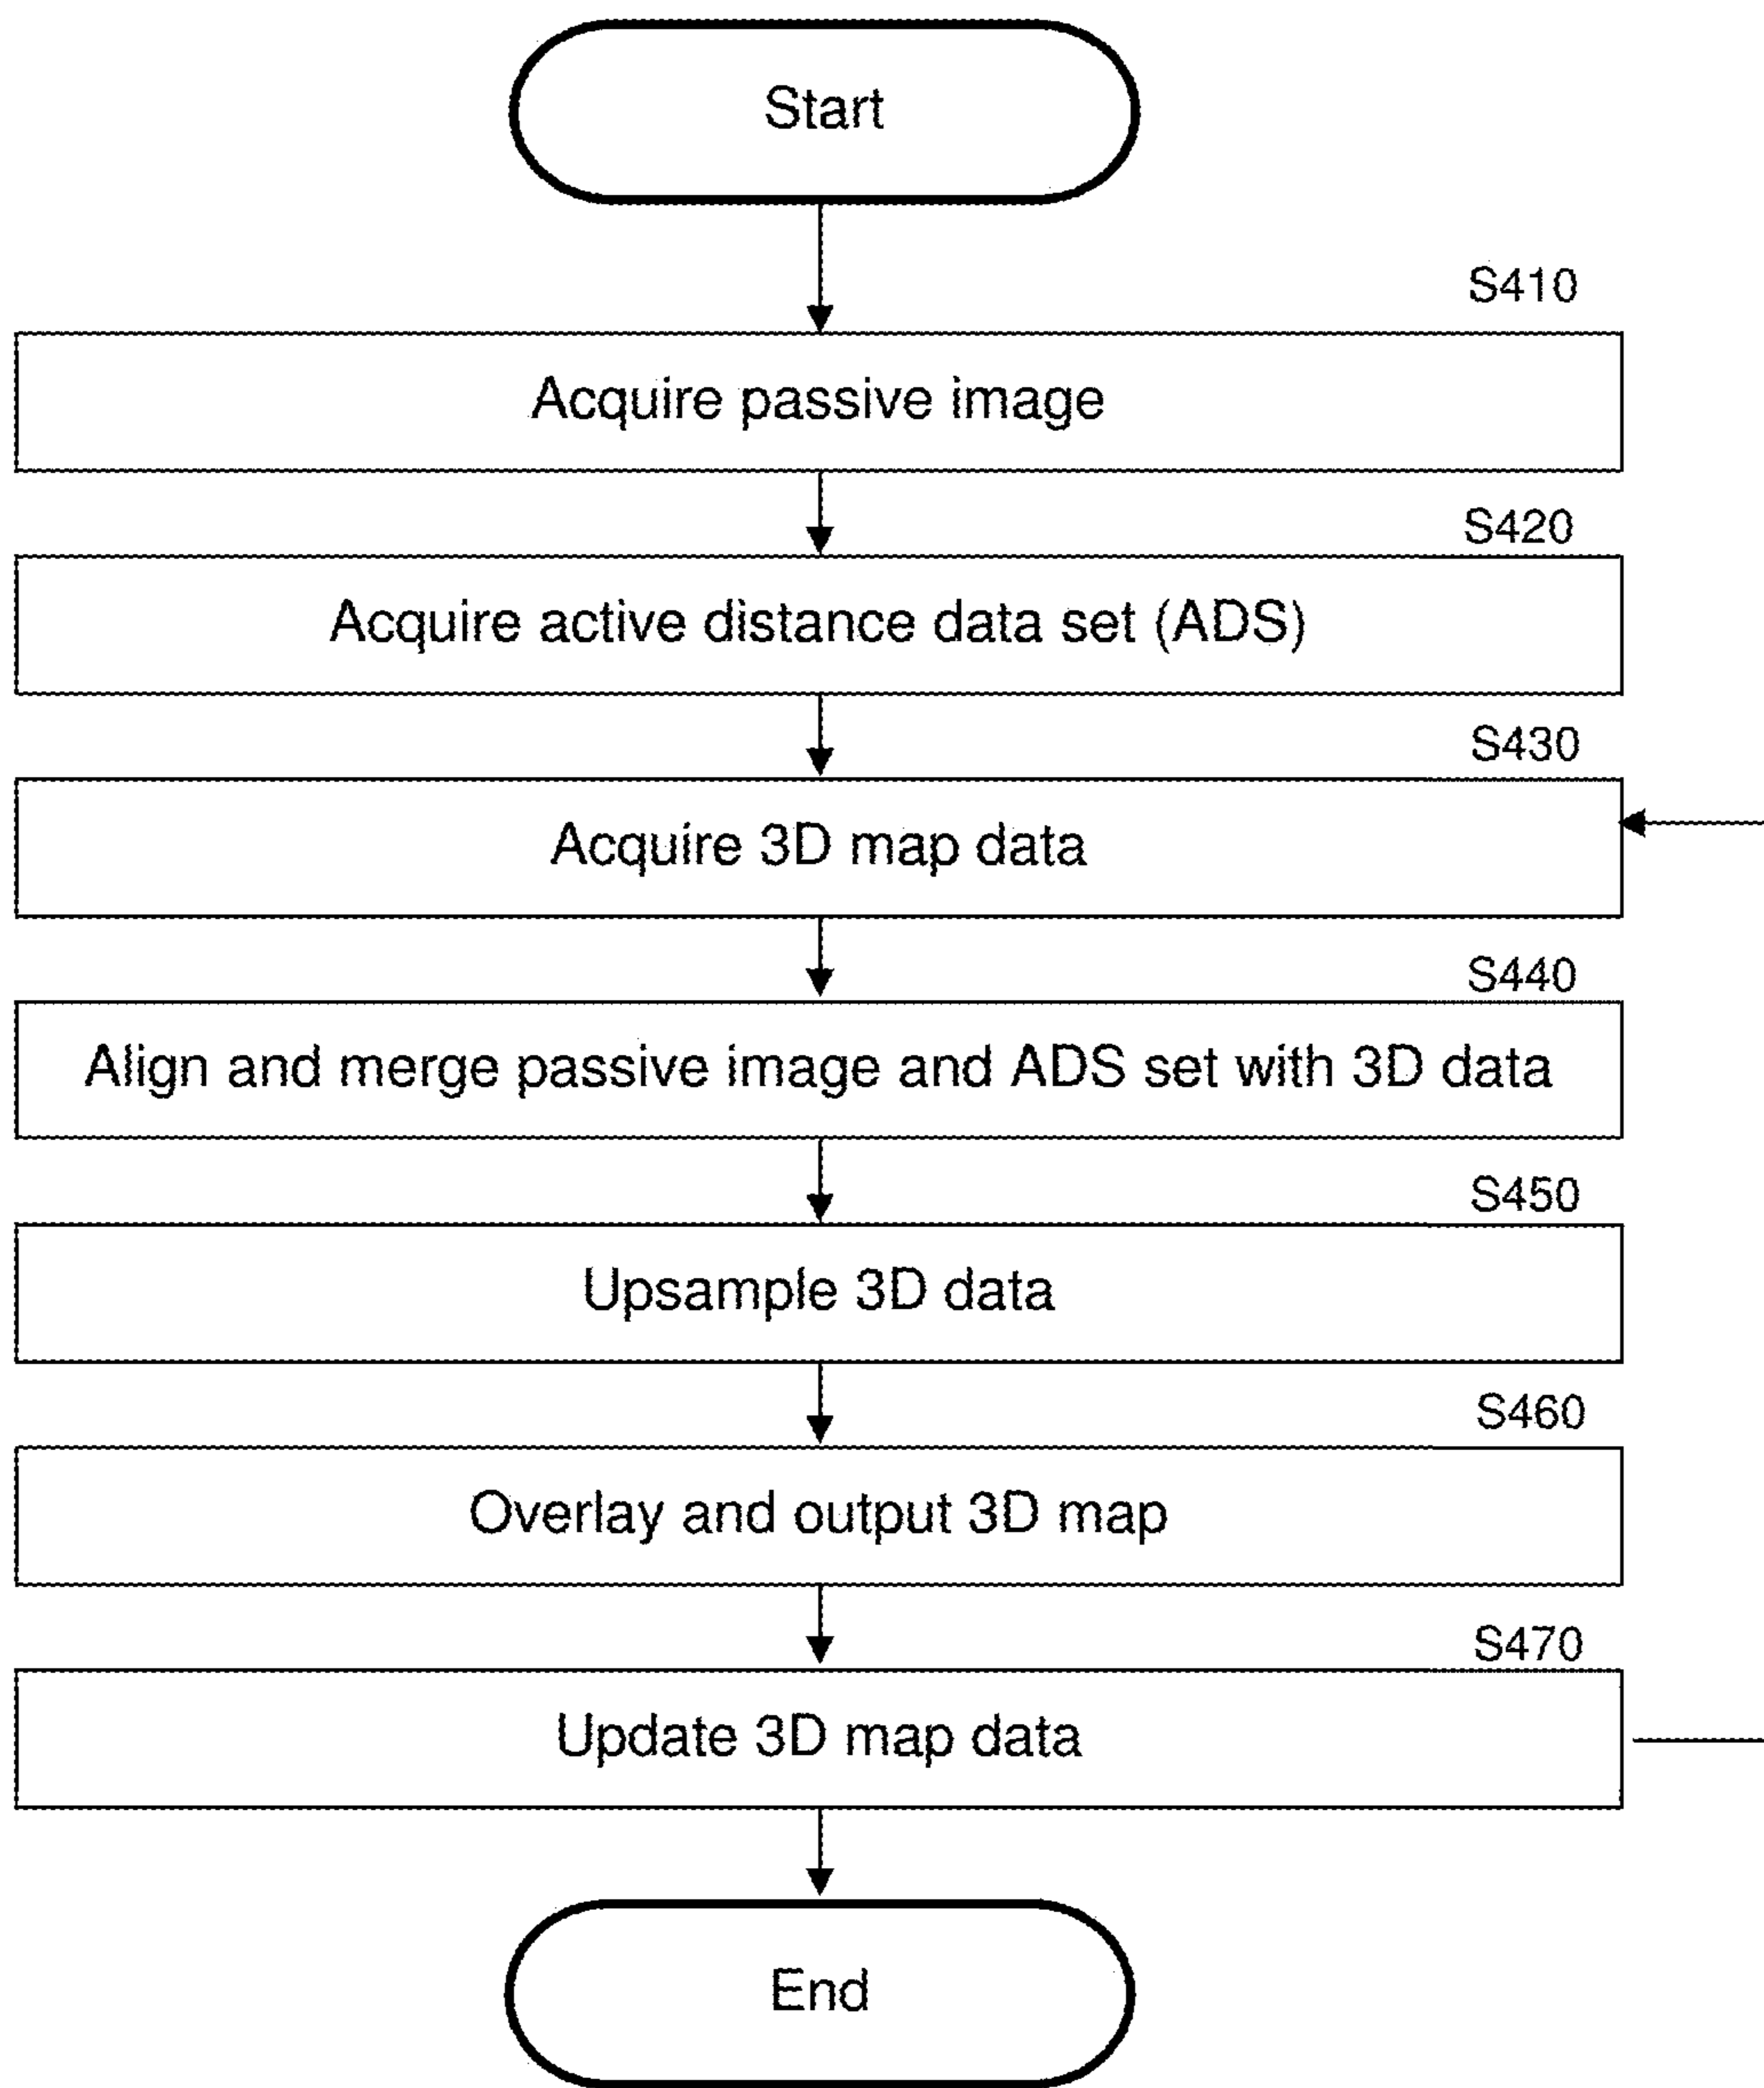 Start
S410
Acquire passive image
S420
Acquire active distance data set (ADS)
S430
Acquire 3D map data
S440
Align and merge passive image and ADS set with 3D data
S450
Upsample 3D data
S460
Overlay and output 3D map
S470
Update 3D map data
End